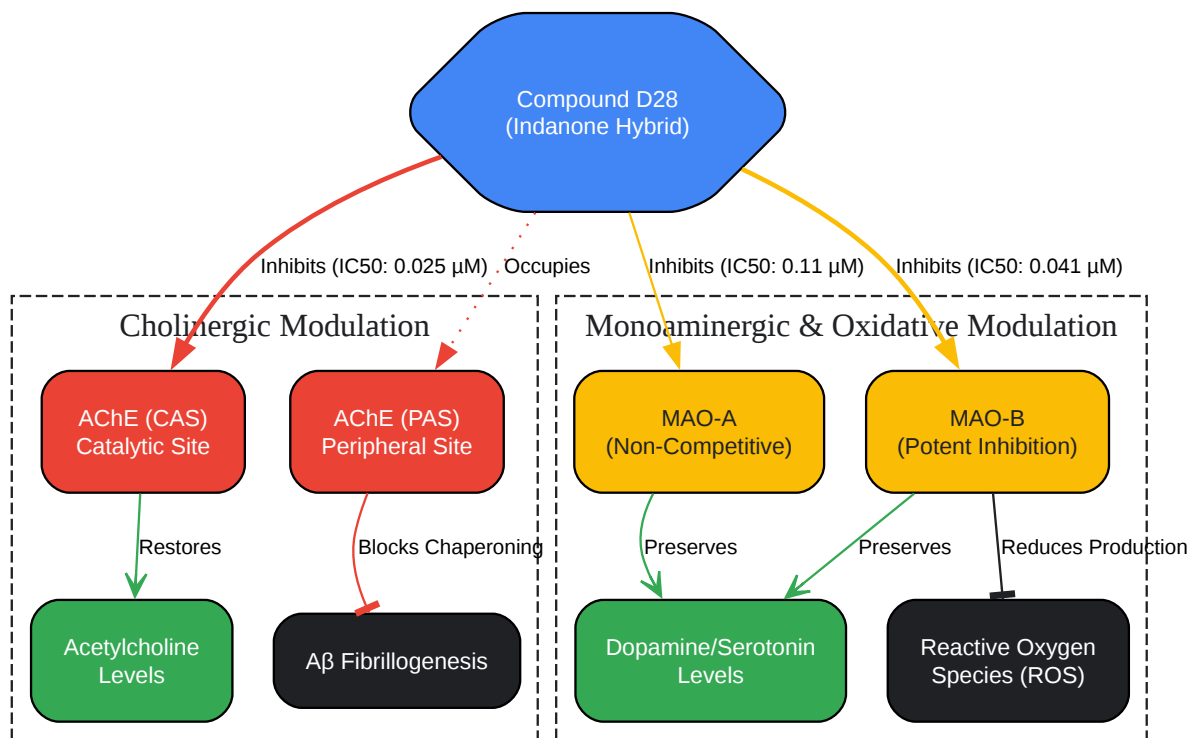 Compound D28
(Indanone Hybrid)
Inhibits (IC50: 0.025 µM)
Occupies
Inhibits (IC50: 0.11 µM)
Inhibits (IC50: 0.041 µM)
Cholinergic Modulation
Monoaminergic & Oxidative Modulation
AChE (CAS)
Catalytic Site
AChE (PAS)
Peripheral Site
MAO-A
(Non-Competitive)
MAO-B
(Potent Inhibition)
Restores
Blocks Chaperoning
Preserves
Preserves
Reduces Production
Acetylcholine
Levels
Aβ Fibrillogenesis
Dopamine/Serotonin
Levels
Reactive Oxygen
Species (ROS)